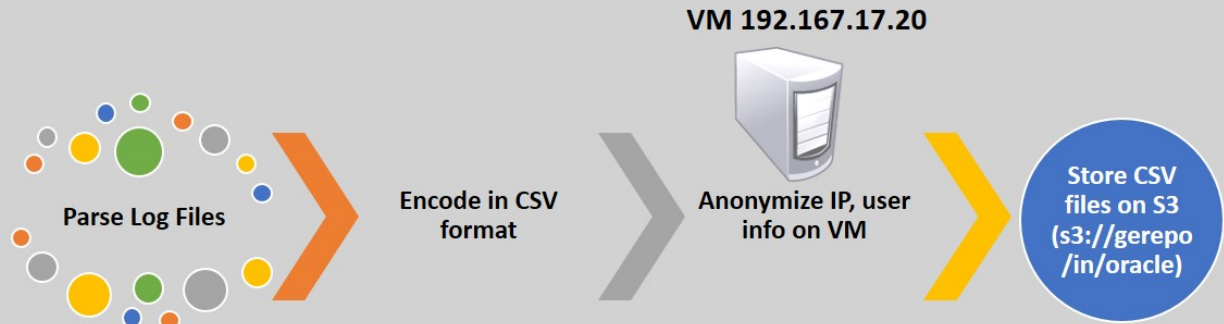 VM 192.167.17.20
Parse Log Files
Encode in CSV
format
Anonymize IP, user
info on VM
Store CSV
files on S3
(s3://gerepo
/in/oracle)